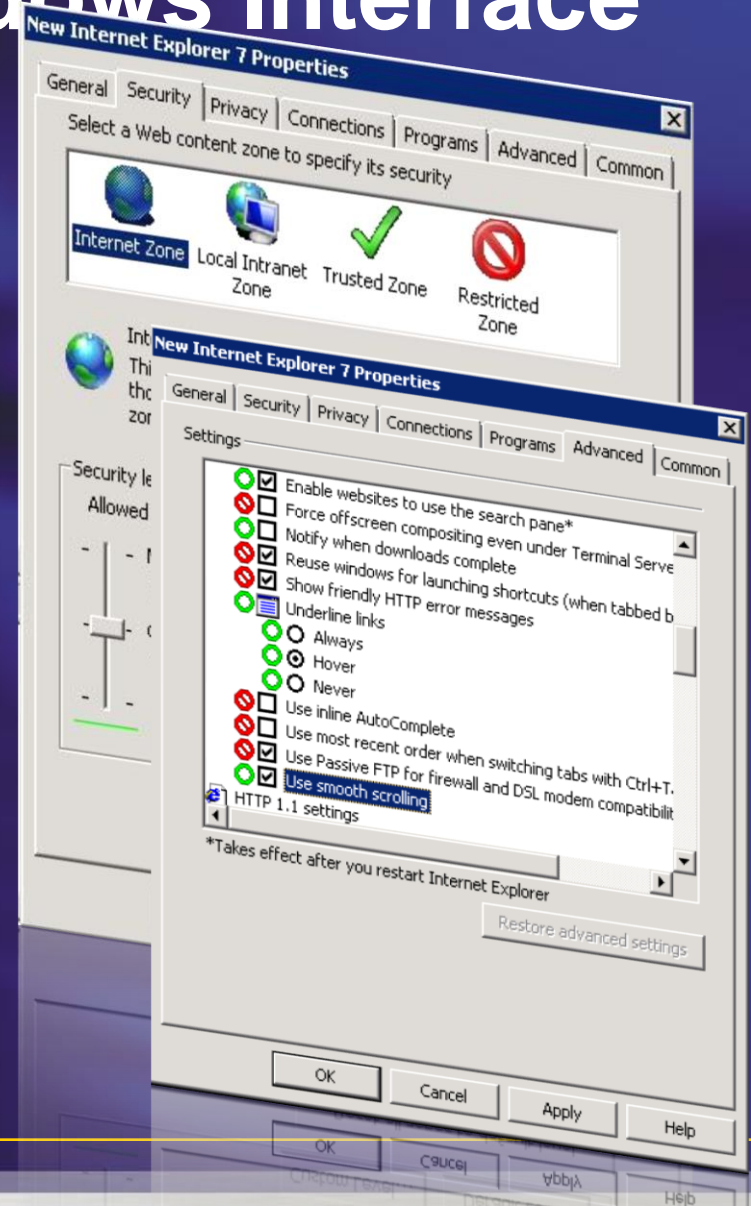 Windows Interface
New Internet Explorer 7 Properties
General Security Privacy Connections Programs Advanced Common
Select a Web content zone to specify its security
Internet Zone
Local Intranet Zone
Trusted Zone
Restricted Zone
New Internet Explorer 7 Properties
General Security Privacy Connections Programs Advanced Common
Settings
Enable websites to use the search pane*
Force offscreen compositing even under Terminal Serve
Notify when downloads complete
Reuse windows for launching shortcuts (when tabbed b
Show friendly HTTP error messages
Underline links
Always
Hover
Never
Use inline AutoComplete
Use most recent order when switching tabs with Ctrl+T
Use Passive FTP for firewall and DSL modem compatibilit
Use smooth scrolling
HTTP 1.1 settings
*Takes effect after you restart Internet Explorer
Restore advanced settings
Security le
Allowed
OK Cancel Apply Help